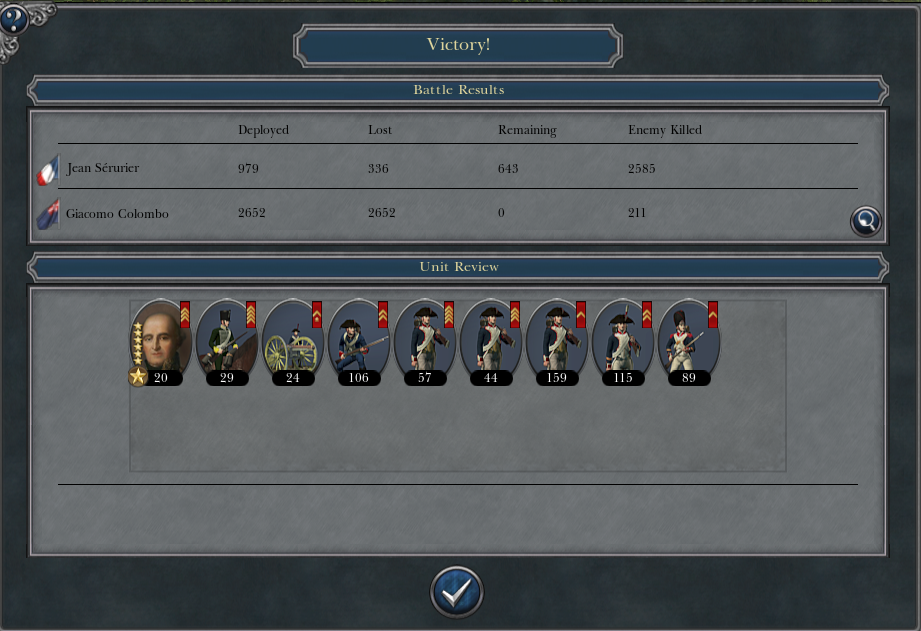 ?
Victory!
Battle Results
Deployed Lost Remaining Enemy Killed
Jean Sérurier 979 336 643 2585
Giacomo Colombo 2652 2652 0 211
Unit Review
20 29 24 106 57 44 159 115 89